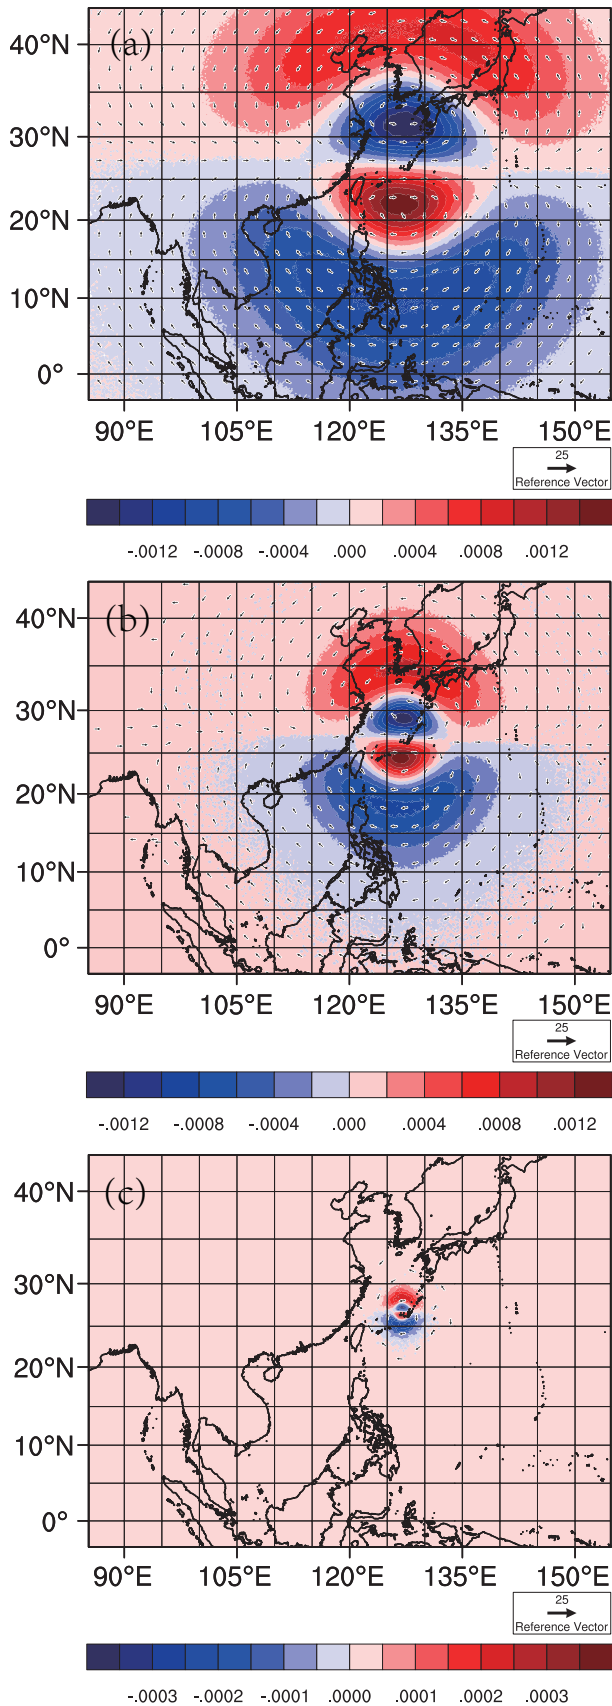 (a)
40°N
30°N
20°N
10°N
0°
90°E 105°E 120°E 135°E 150°E
25
Reference Vector
-.0012 -.0008 -.0004 .000 .0004 .0008 .0012
(b)
40°N
30°N
20°N
10°N
0°
90°E 105°E 120°E 135°E 150°E
25
Reference Vector
-.0012 -.0008 -.0004 .000 .0004 .0008 .0012
(c)
40°N
30°N
20°N
10°N
0°
90°E 105°E 120°E 135°E 150°E
25
Reference Vector
-.0003 -.0002 -.0001 .0000 .0001 .0002 .0003